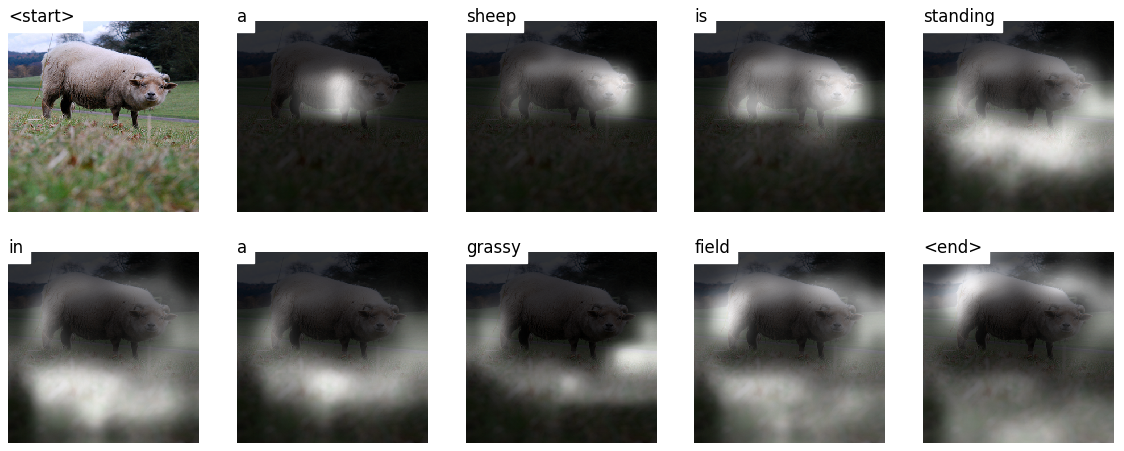 <start> a sheep is standing
in a grassy field <end>